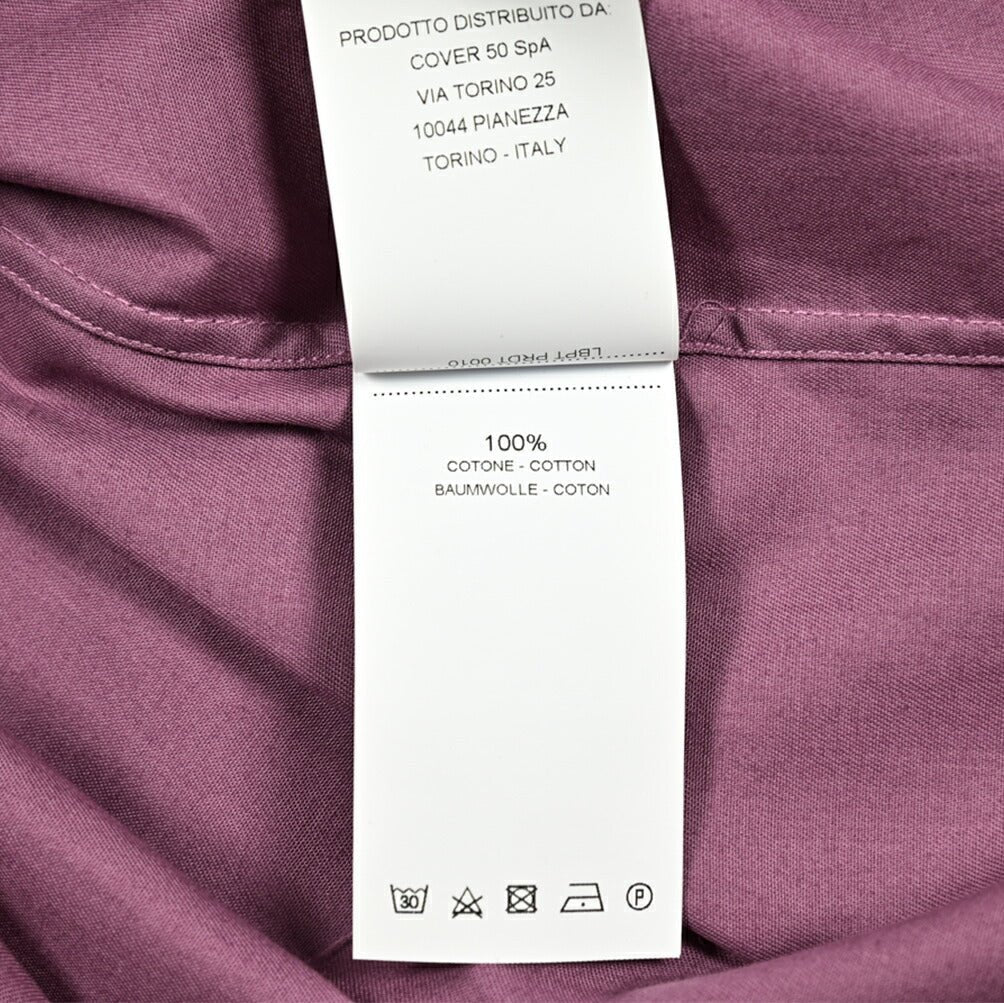 PRODOTTO DISTRIBUITO DA:
COVER 50 SpA
VIA TORINO 25
10044 PIANEZZA
TORINO - ITALY
LBPT PRDT 0010
100%
COTONE - COTTON
BAUMWOLLE - COTON
30
P